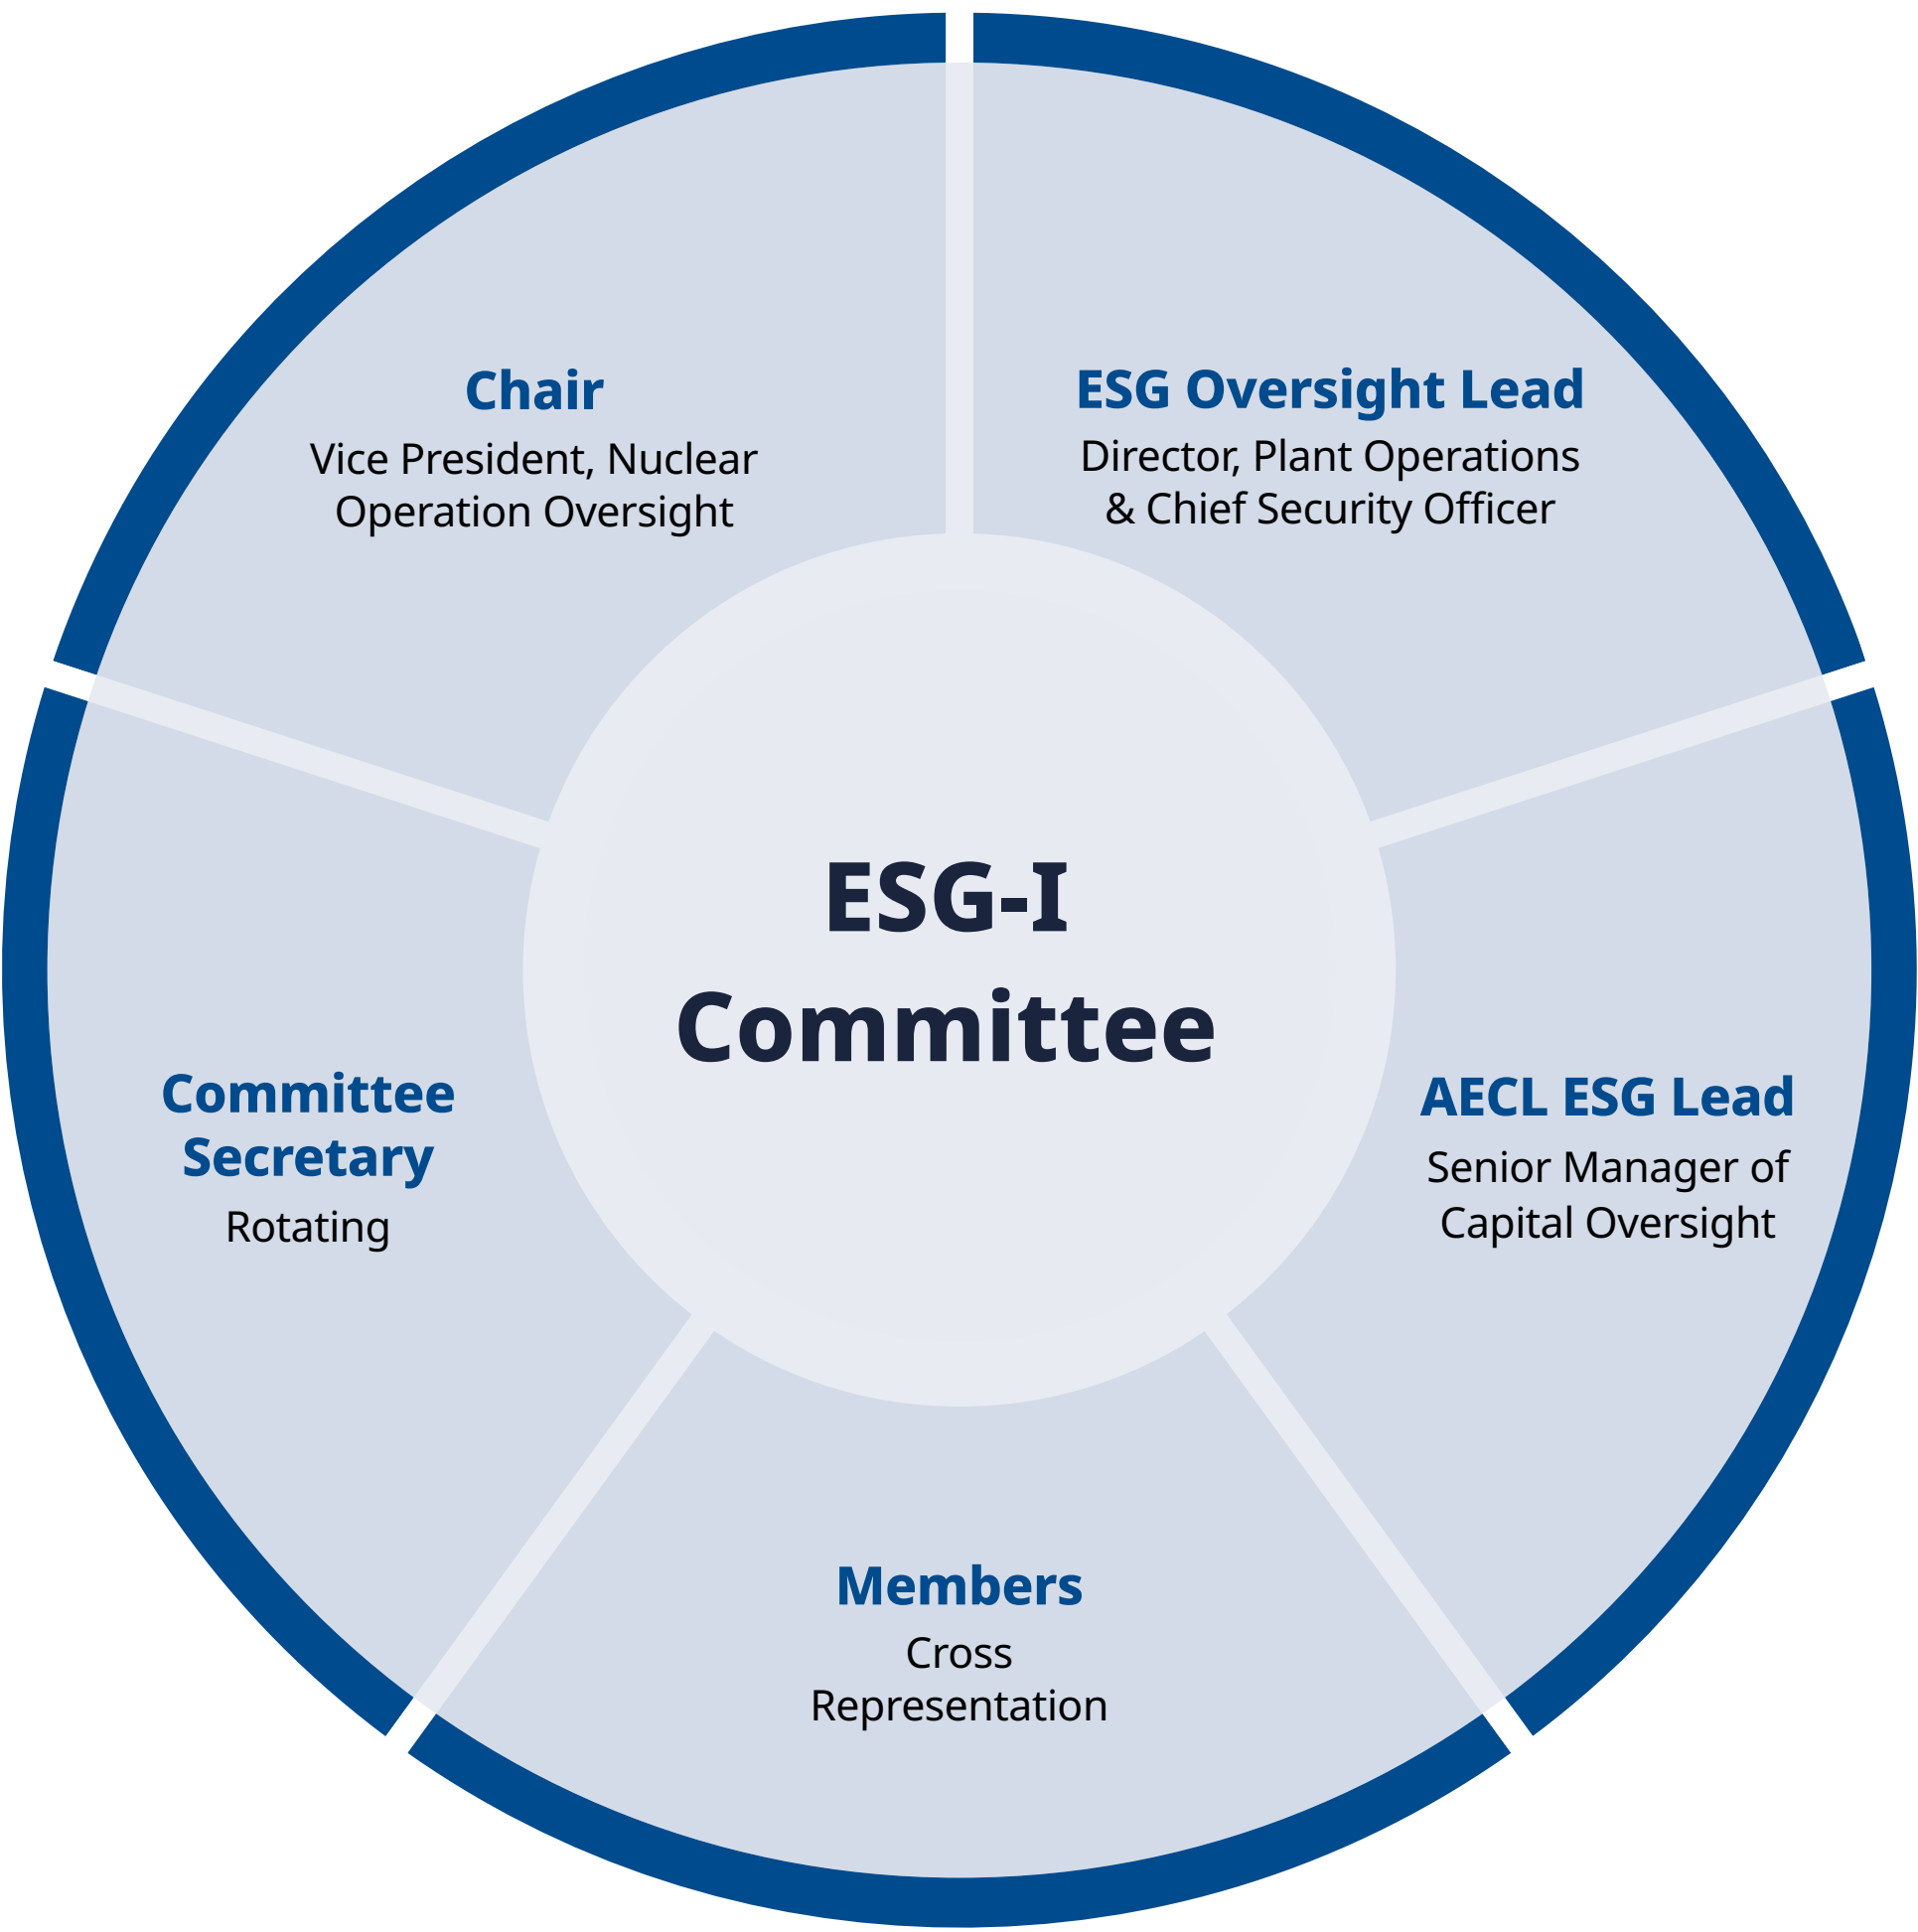 Chair
Vice President, Nuclear
Operation Oversight
ESG Oversight Lead
Director, Plant Operations
& Chief Security Officer
ESG-I
Committee
Committee
Secretary
Rotating
AECL ESG Lead
Senior Manager of
Capital Oversight
Members
Cross
Representation